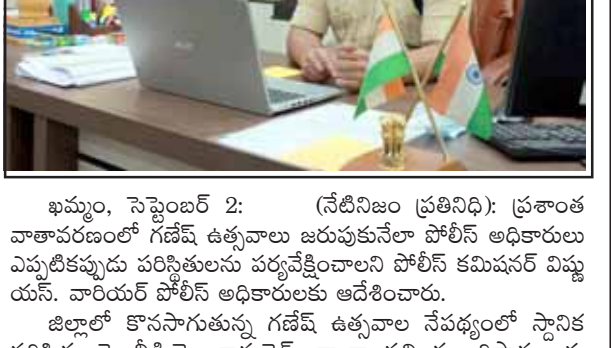 ఖమ్మం, సెప్టెంబర్ 2: (నేటినిజం ప్రతినిధి): ప్రశాంత
వాతావరణంలో గణేష్ ఉత్సవాలు జరుపుకునేలా పోలీస్ అధికారులు
ఎప్పటికప్పుడు పరిస్థితులను పర్యవేక్షించాలని పోలీస్ కమిషనర్ విష్ణు
యస్. వారియర్ పోలీస్ అధికారులకు ఆదేశించారు.
జిల్లాలో కొనసాగుతున్న గణేష్ ఉత్సవాల నేపథ్యంలో స్థానిక